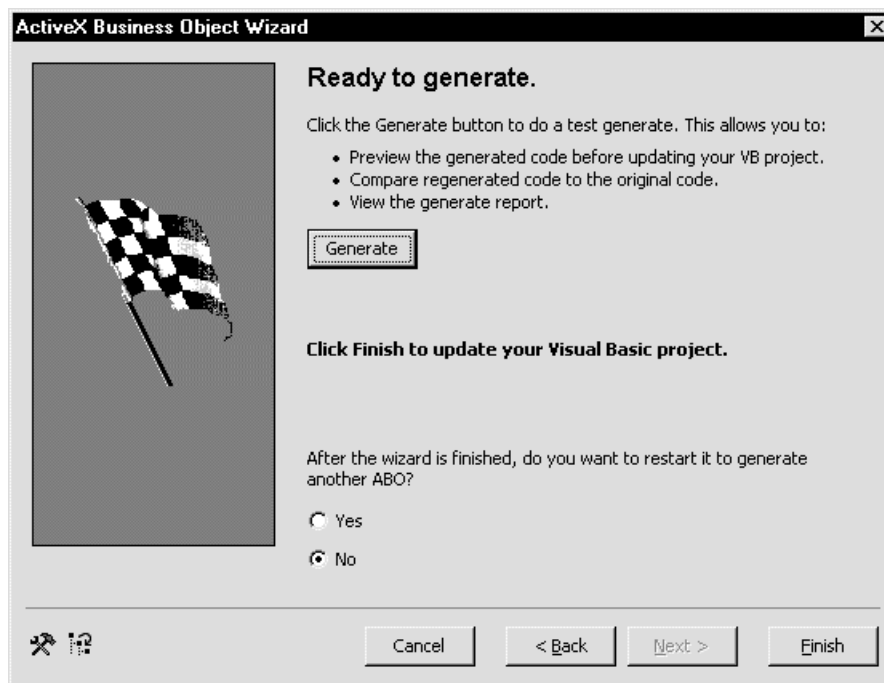 ActiveX Business Object Wizard
Ready to generate.
Click the Generate button to do a test generate. This allows you to:
• Preview the generated code before updating your VB project.
• Compare regenerated code to the original code.
• View the generate report.
Generate
Click Finish to update your Visual Basic project.
After the wizard is finished, do you want to restart it to generate
another ABO?
Yes
No
Cancel
< Back
Next >
Finish